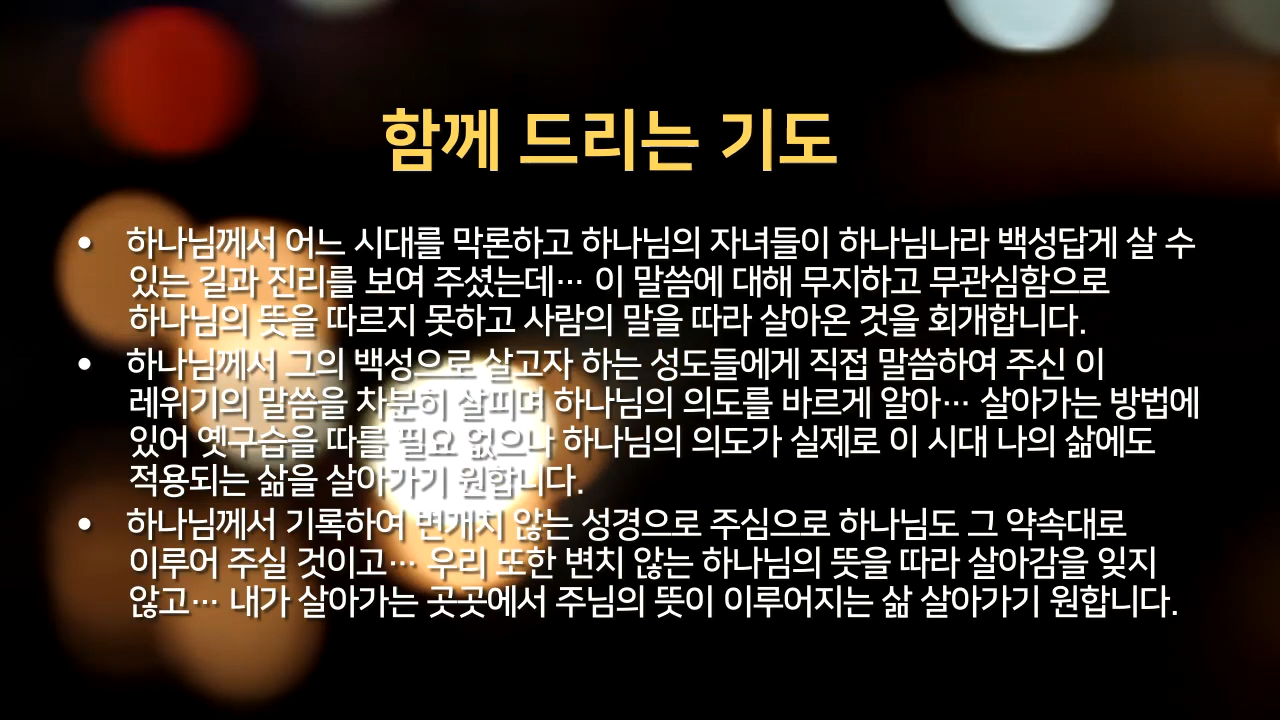 함께 드리는 기도
• 하나님께서 어느 시대를 막론하고 하나님의 자녀들이 하나님나라 백성답게 살 수
있는 길과 진리를 보여 주셨는데… 이 말씀에 대해 무지하고 무관심함으로
하나님의 뜻을 따르지 못하고 사람의 말을 따라 살아온 것을 회개합니다.
• 하나님께서 그의 백성으로 살고자 하는 성도들에게 직접 말씀하여 주신 이
레위기의 말씀을 차분히 살피며 하나님의 의도를 바르게 알아… 살아가는 방법에
있어 옛구습을 따를 필요 없으나 하나님의 의도가 실제로 이 시대 나의 삶에도
적용되는 삶을 살아가기 원합니다.
• 하나님께서 기록하여 변개치 않는 성경으로 주심으로 하나님도 그 약속대로
이루어 주실 것이고… 우리 또한 변치 않는 하나님의 뜻을 따라 살아감을 잊지
않고… 내가 살아가는 곳곳에서 주님의 뜻이 이루어지는 삶 살아가기 원합니다.